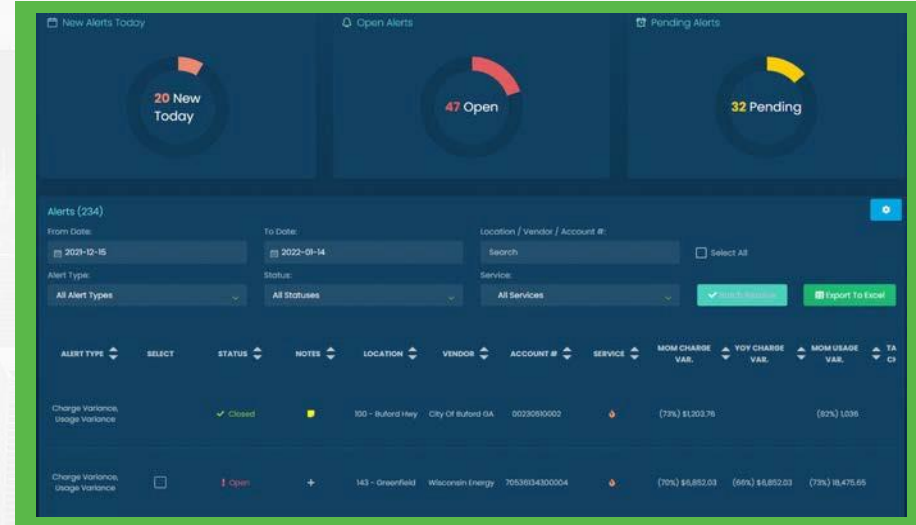 New Alerts Today
Open Alerts
Pending Alerts
20 New
Today
47 Open
32 Pending
Alerts (234)
From Date:
To Date:
Location / Vendor / Account #:
2021-12-15
2022-01-14
Search
Select All
Alert Type:
Status:
Service:
All Alert Types
All Statuses
All Services
Export To Excel
ALERT TYPE SELECT STATUS NOTES LOCATION VENDOR ACCOUNT # SERVICE MOM CHARGE VAR. YOY CHARGE VAR. MOM USAGE VAR.
Charge Variance,
Usage Variance
Closed
100 - Buford Hwy City Of Buford GA 00230510002 (73%) $1,203.76 (82%) 1,036
Charge Variance,
Usage Variance
Open
143 - Greenfield Wisconsin Energy 70536134300004 (70%) $6,852.03 (66%) $6,852.03 (73%) 18,475.65